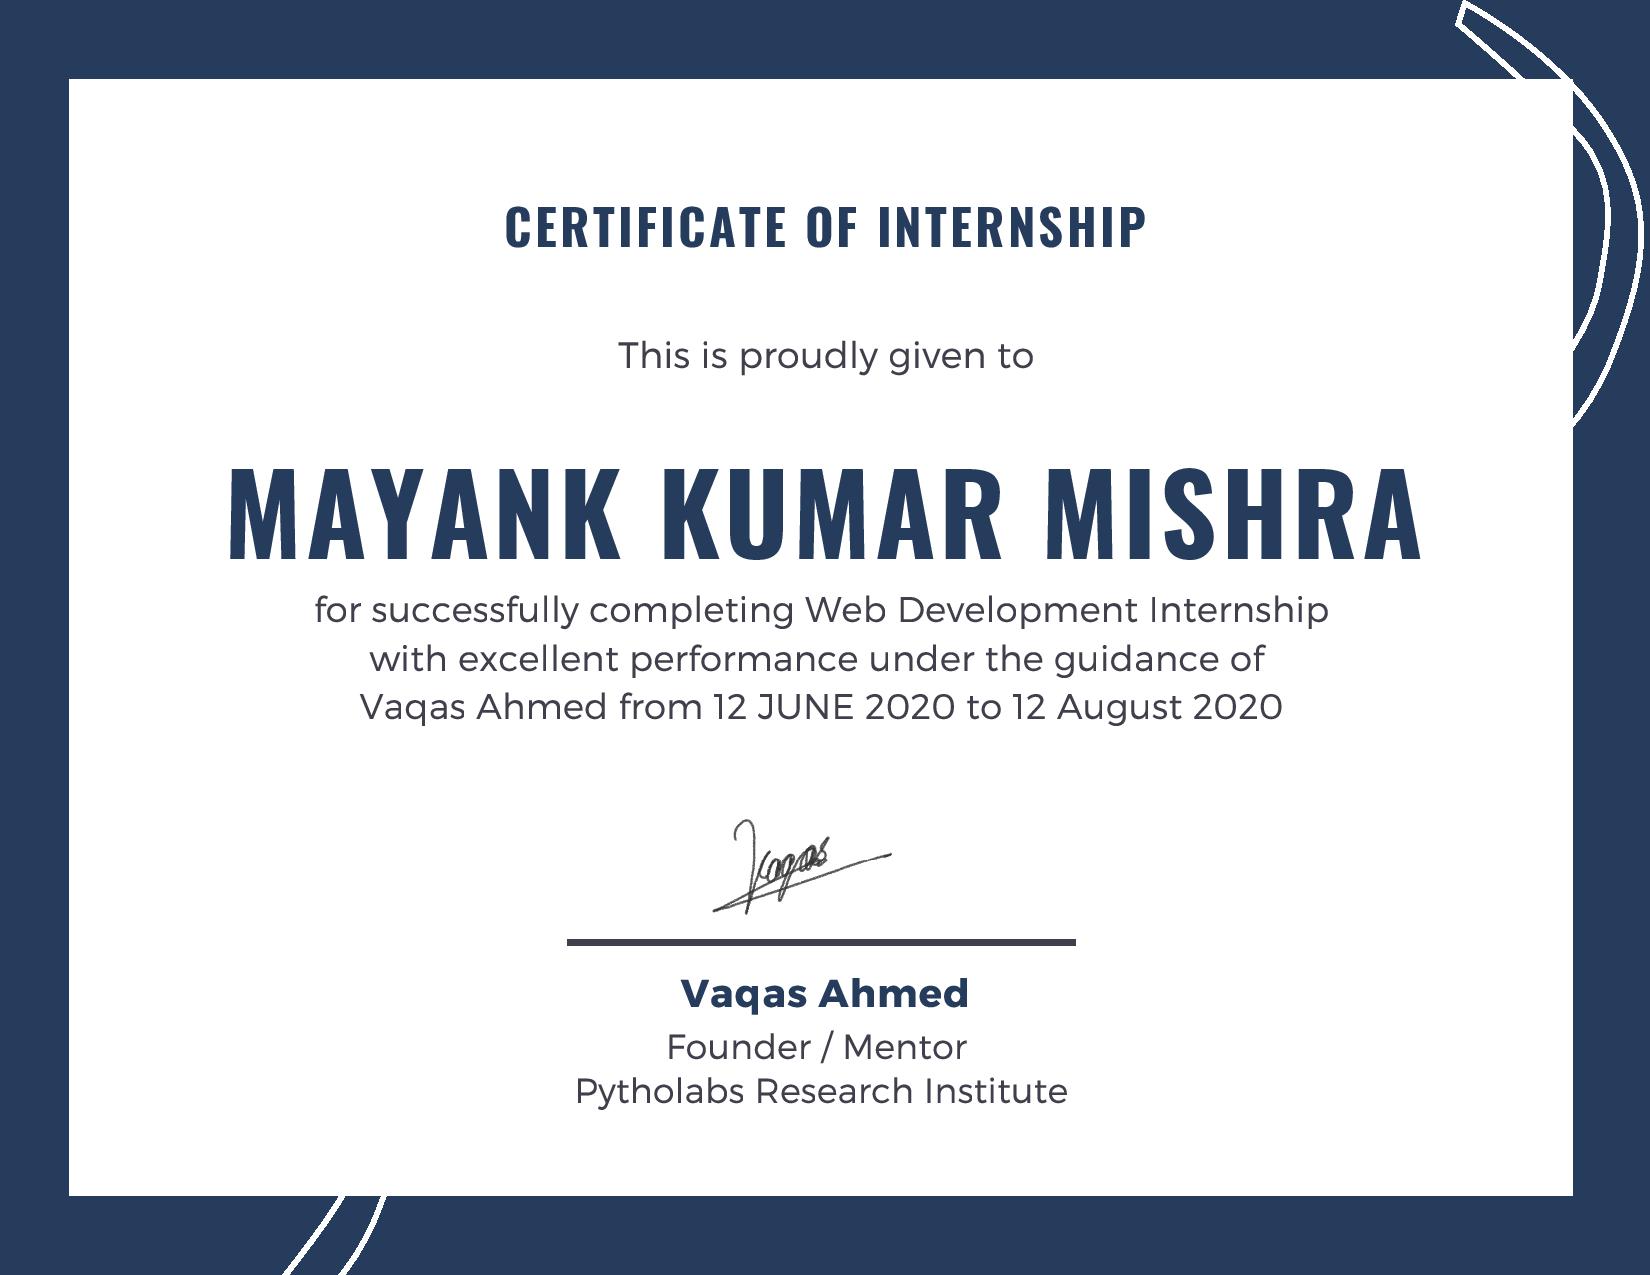 CERTIFICATE OF INTERNSHIP
This is proudly given to
MAYANK KUMAR MISHRA
for successfully completing Web Development Internship
with excellent performance under the guidance of
Vaqas Ahmed from 12 JUNE 2020 to 12 August 2020
Vaqas
Vaqas Ahmed
Founder / Mentor
Pytholabs Research Institute